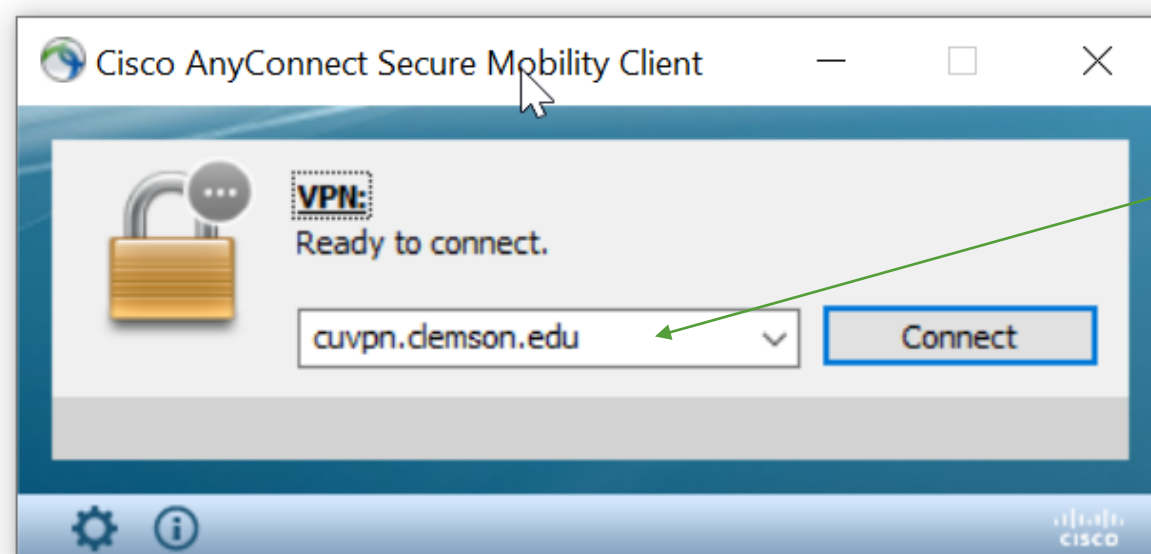 Cisco AnyConnect Secure Mobility Client
VPN:
Ready to connect.
cuvpn.clemson.edu
Connect
CISCO